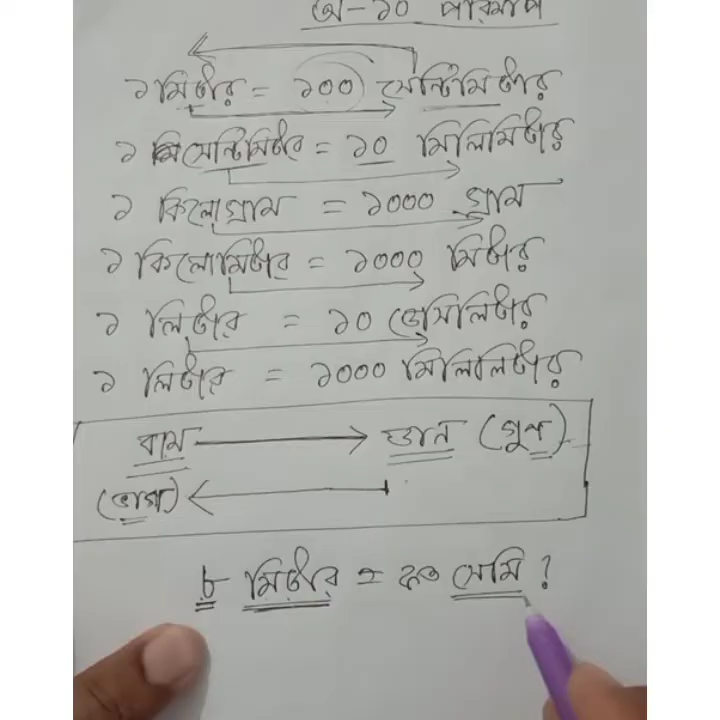 অ-১০ পরিমাপ
১ মিটার = ১০০ সেন্টিমিটার
১ সেন্টিমিটার = ১০ মিলিমিটার
১ কিলোগ্রাম = ১০০০ গ্রাম
১ কিলোমিটার = ১০০০ মিটার
১ লিটার = ১০ ডেসিলিটার
১ লিটার = ১০০০ মিলিলিটার
বাম → ডান (গুণ)
(ভাগ) ←
৮ মিটার = কত সেমি ?